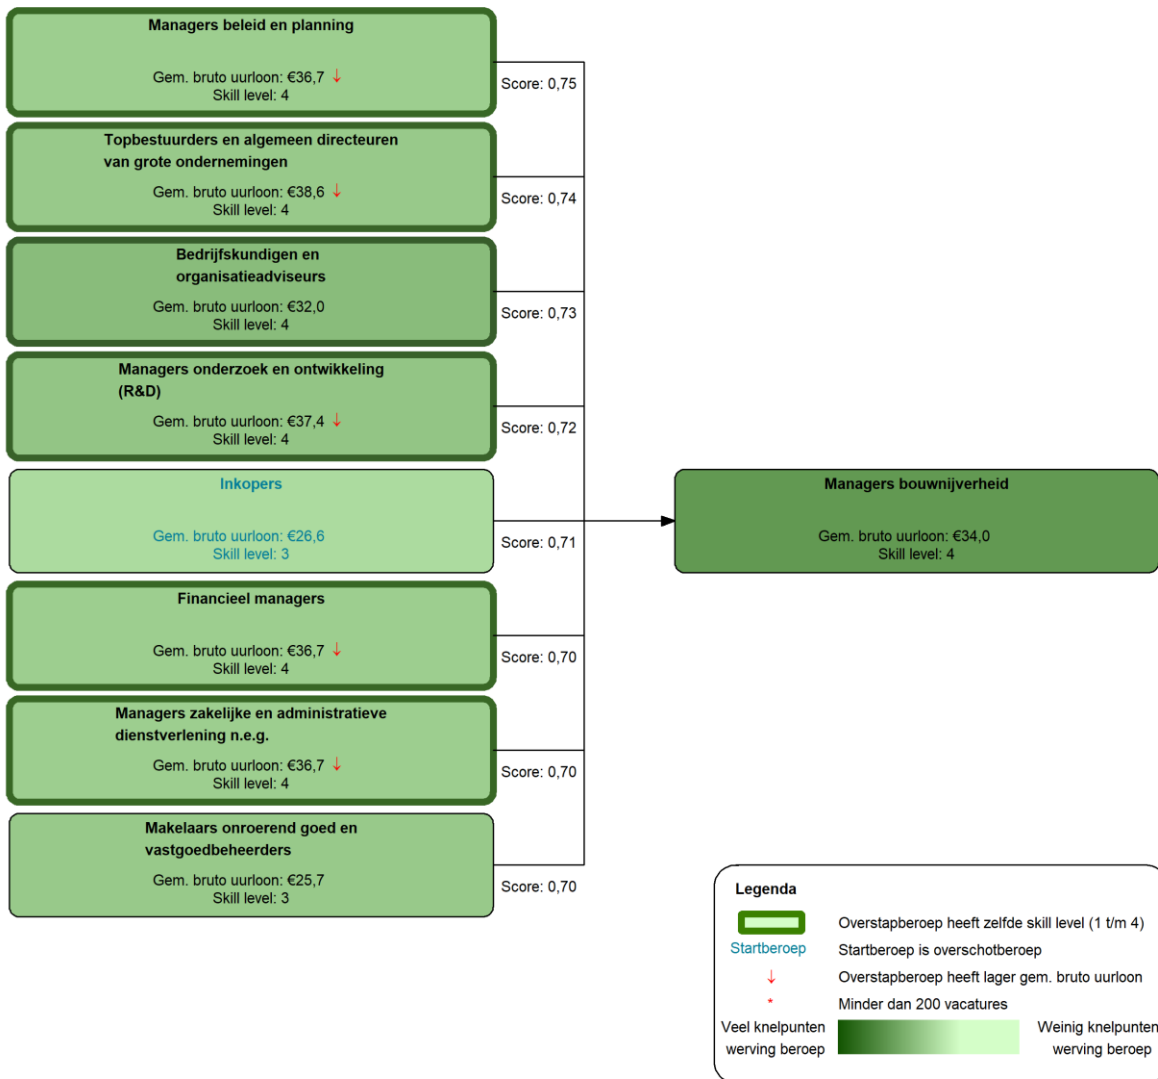 Managers beleid en planning
Gem. bruto uurloon: €36,7 ↓
Skill level: 4
Score: 0,75
Topbestuurders en algemeen directeuren
van grote ondernemingen
Gem. bruto uurloon: €38,6 ↓
Skill level: 4
Score: 0,74
Bedrijfskundigen en
organisatieadviseurs
Gem. bruto uurloon: €32,0
Skill level: 4
Score: 0,73
Managers onderzoek en ontwikkeling
(R&D)
Gem. bruto uurloon: €37,4 ↓
Skill level: 4
Score: 0,72
Inkopers
Gem. bruto uurloon: €26,6
Skill level: 3
Score: 0,71
Managers bouwnijverheid
Gem. bruto uurloon: €34,0
Skill level: 4
Financieel managers
Gem. bruto uurloon: €36,7 ↓
Skill level: 4
Score: 0,70
Managers zakelijke en administratieve
dienstverlening n.e.g.
Gem. bruto uurloon: €36,7 ↓
Skill level: 4
Score: 0,70
Makelaars onroerend goed en
vastgoedbeheerders
Gem. bruto uurloon: €25,7
Skill level: 3
Score: 0,70
Legenda
Overstapberoep heeft zelfde skill level (1 t/m 4)
Startberoep Startberoep is overschotberoep
↓ Overstapberoep heeft lager gem. bruto uurloon
* Minder dan 200 vacatures
Veel knelpunten Weinig knelpunten
werving beroep werving beroep